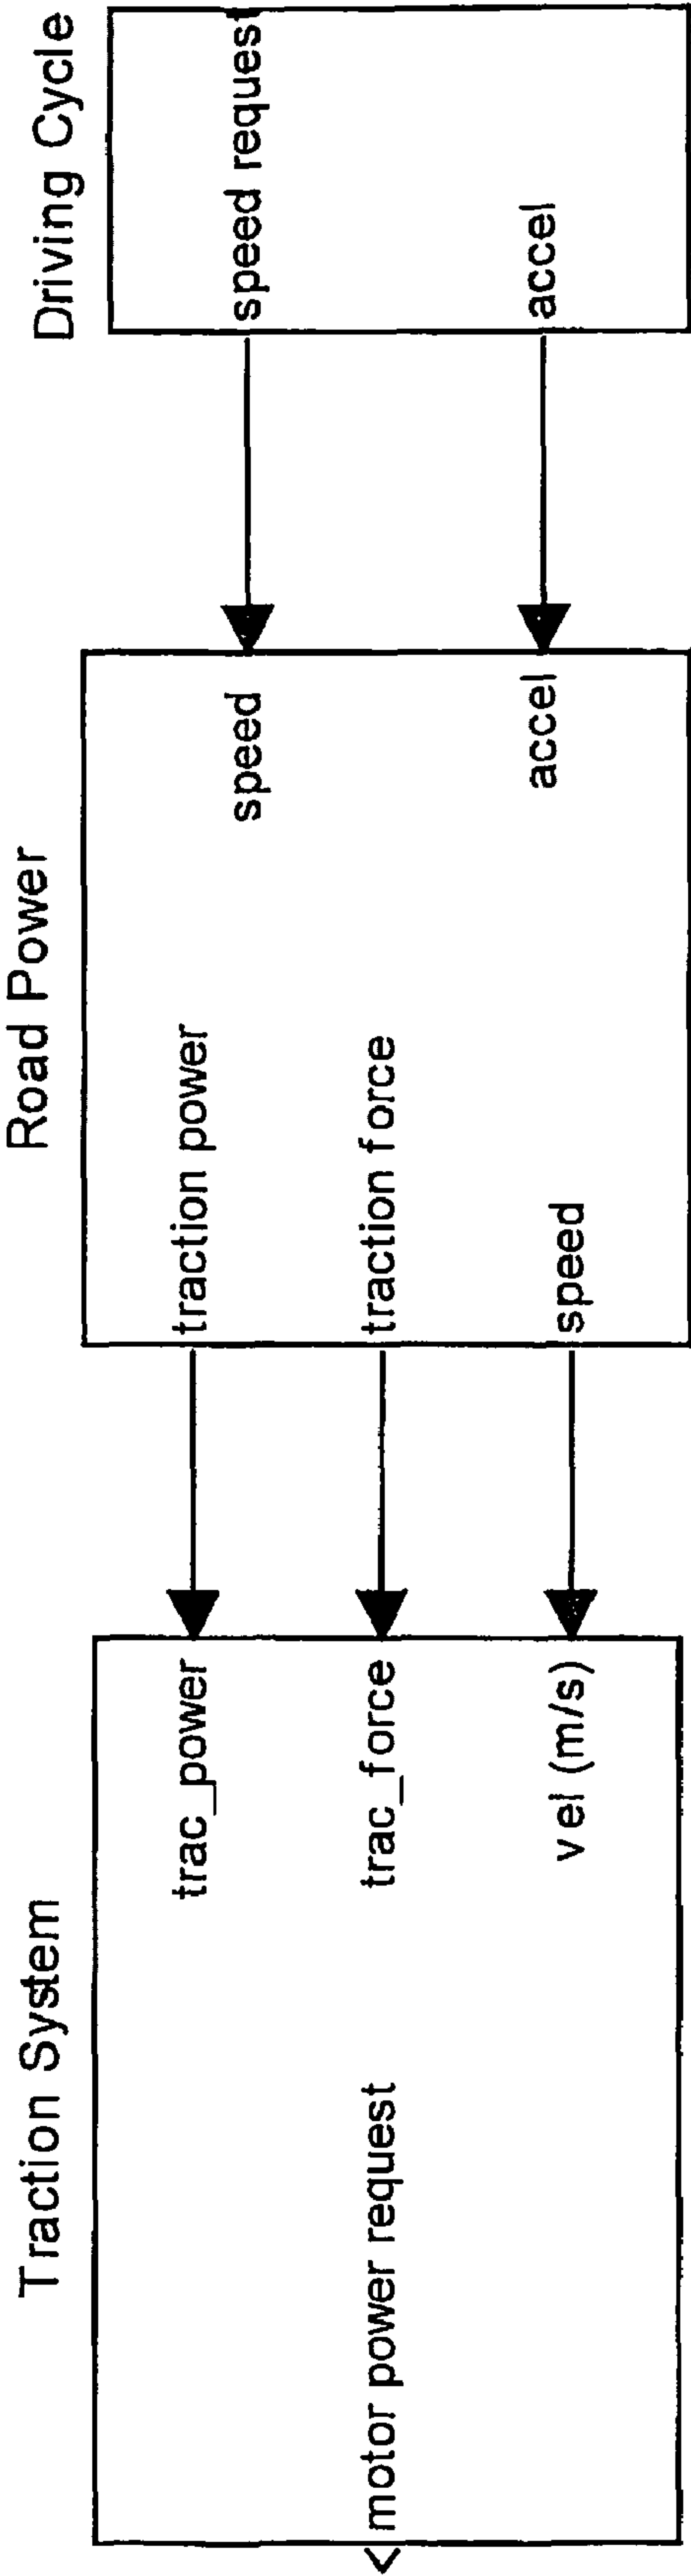 Traction System
Road Power
Driving Cycle
motor power request
trac_power
trac_force
vel (m/s)
traction power
traction force
speed
speed
accel
speed request
accel